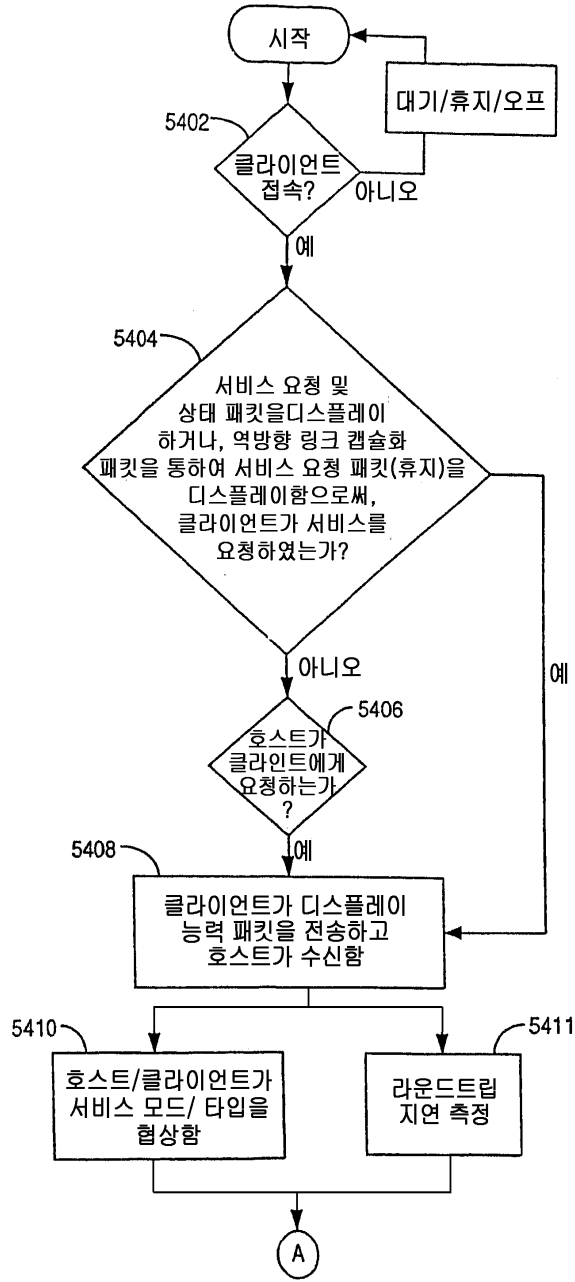 시작
대기/휴지/오프
5402
클라이언트
접속?
아니오
예
5404
서비스 요청 및
상태 패킷을디스플레이
하거나, 역방향 링크 캡슐화
패킷을 통하여 서비스 요청 패킷(휴지)을
디스플레이함으로써,
클라이언트가 서비스를
요청하였는가?
아니오
예
5406
호스트가
클라인트에게
요청하는가
?
예
5408
클라이언트가 디스플레이
능력 패킷을 전송하고
호스트가 수신함
5410
호스트/클라이언트가
서비스 모드/ 타입을
협상함
5411
라운드트립
지연 측정
A